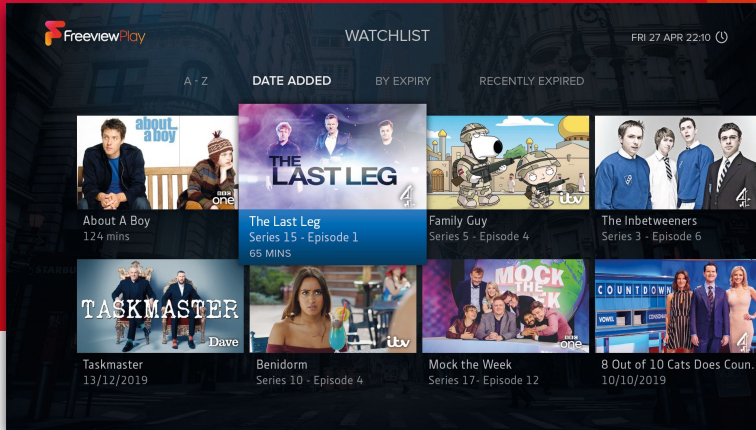 FreeviewPlay
WATCHLIST
FRI 27 APR 22:10
A - Z
DATE ADDED
BY EXPIRY
RECENTLY EXPIRED
about...
a boy
BBC
one
THE
LAST LEG
4
itv
4
About A Boy
124 mins
The Last Leg
Series 15 - Episode 1
65 MINS
Family Guy
Series 5 - Episode 4
The Inbetweeners
Series 3 - Episode 6
STARBU
TASKMASTER
Dave
itv
MOCK
THE
BBC
one
COUNTDOWN
VOWEL
4
Taskmaster
13/12/2019
Benidorm
Series 10 - Episode 4
Mock the Week
Series 17- Episode 12
8 Out of 10 Cats Does Coun..
10/10/2019